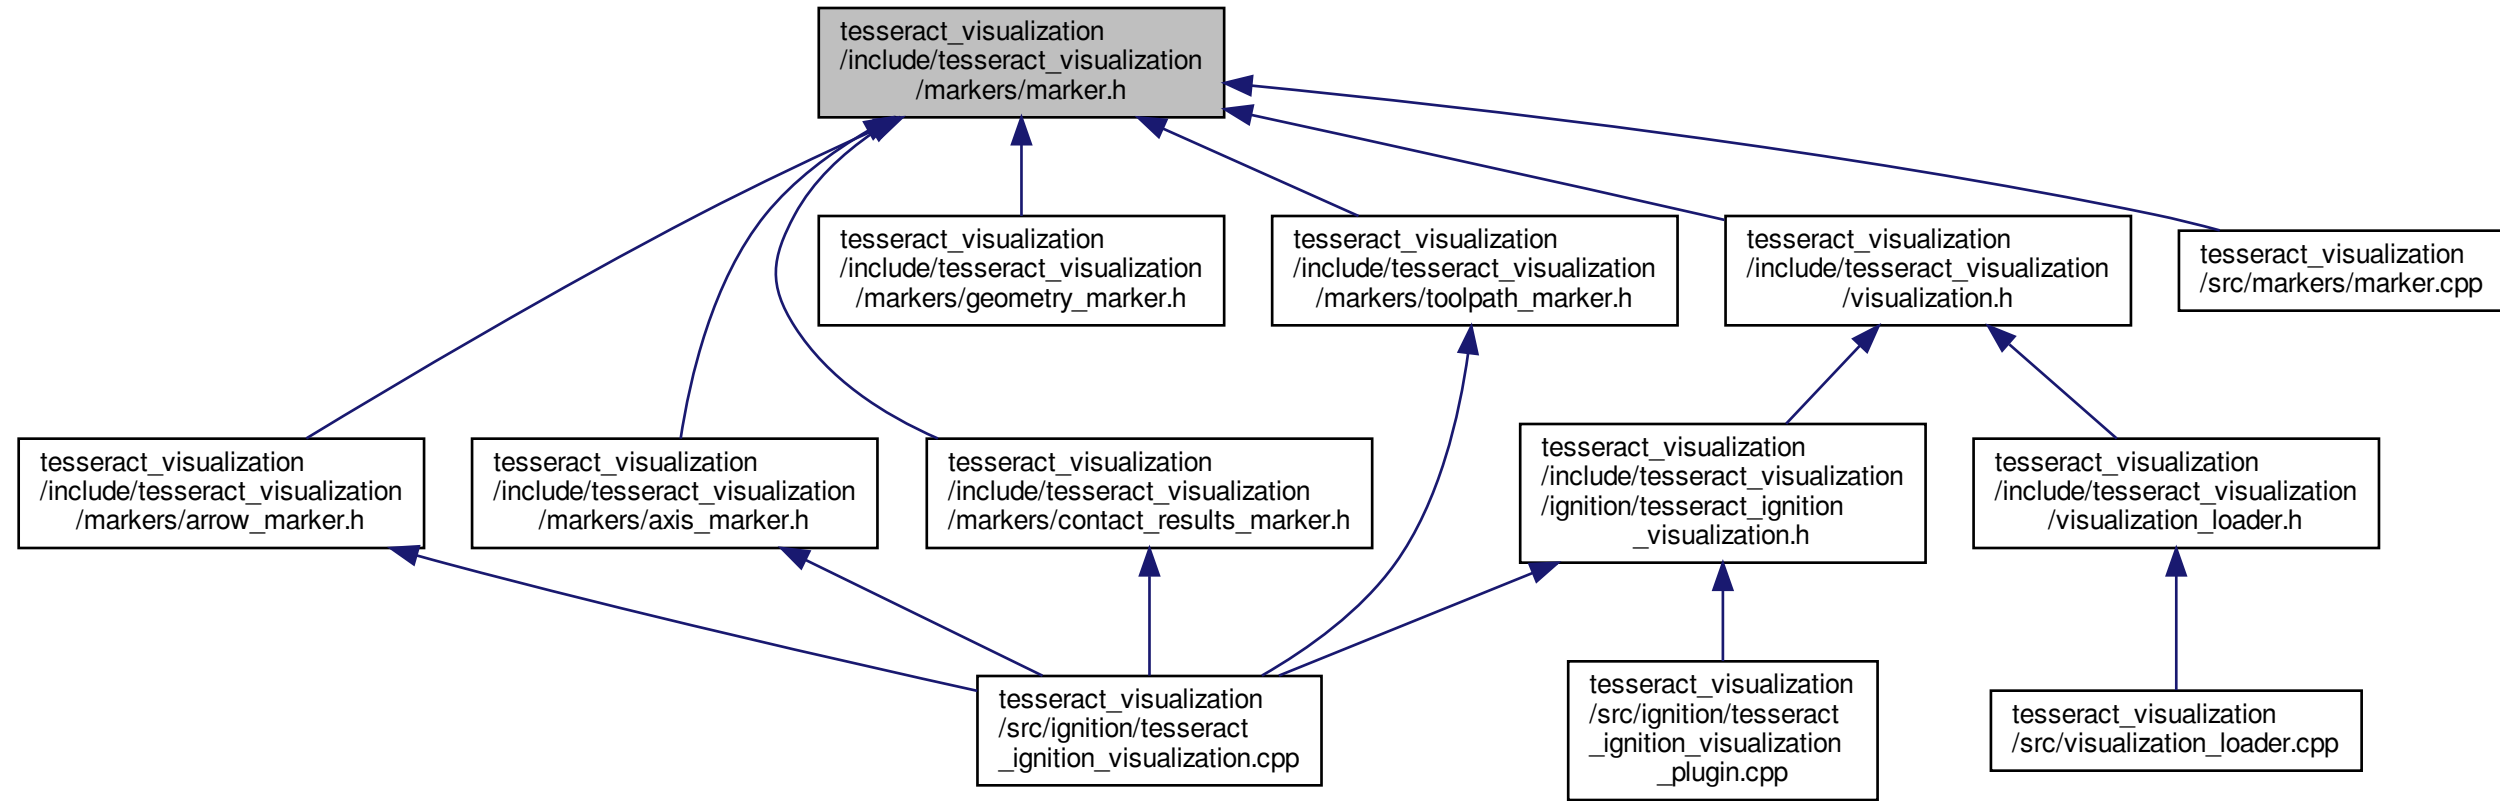 tesseract_visualization
/include/tesseract_visualization
/markers/marker.h
tesseract_visualization
/include/tesseract_visualization
/markers/geometry_marker.h
tesseract_visualization
/include/tesseract_visualization
/markers/toolpath_marker.h
tesseract_visualization
/include/tesseract_visualization
/visualization.h
tesseract_visualization
/src/markers/marker.cpp
tesseract_visualization
/include/tesseract_visualization
/markers/arrow_marker.h
tesseract_visualization
/include/tesseract_visualization
/markers/axis_marker.h
tesseract_visualization
/include/tesseract_visualization
/markers/contact_results_marker.h
tesseract_visualization
/include/tesseract_visualization
/ignition/tesseract_ignition
_visualization.h
tesseract_visualization
/include/tesseract_visualization
/visualization_loader.h
tesseract_visualization
/src/ignition/tesseract
_ignition_visualization.cpp
tesseract_visualization
/src/ignition/tesseract
_ignition_visualization
_plugin.cpp
tesseract_visualization
/src/visualization_loader.cpp